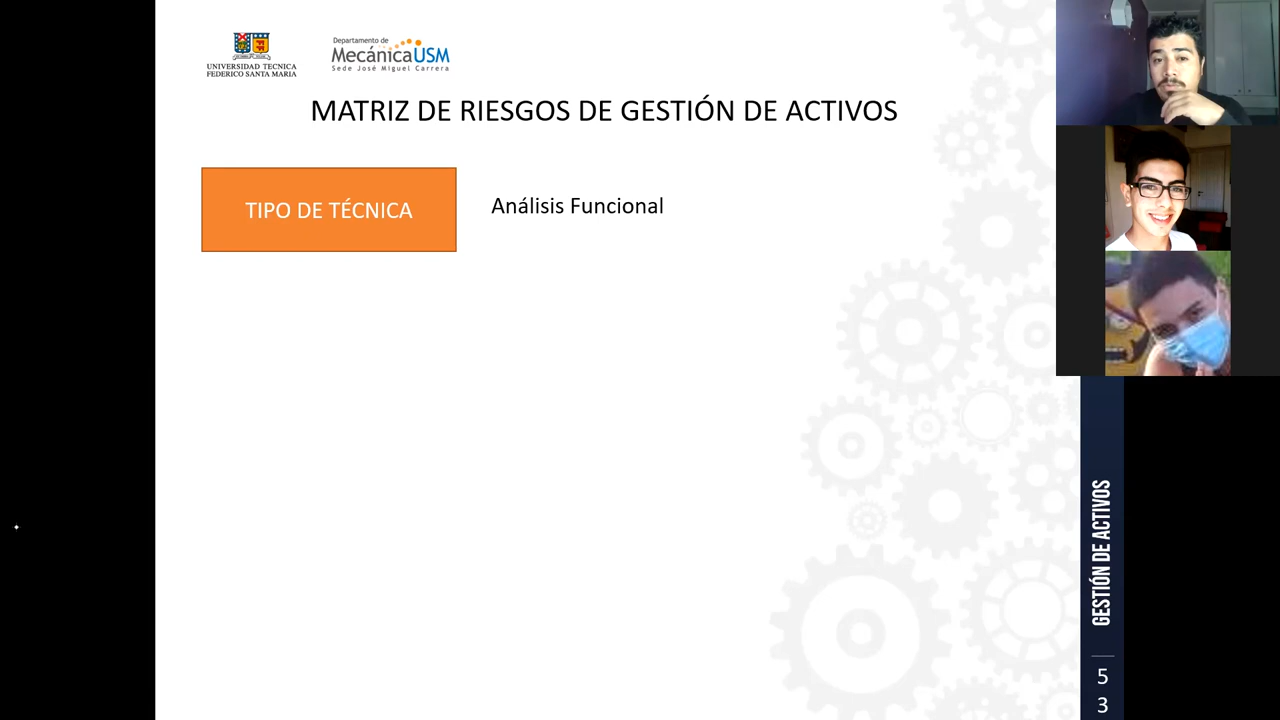 UNIVERSIDAD TECNICA
FEDERICO SANTA MARIA
Departamento de
MecánicaUSM
Sede José Miguel Carrera
MATRIZ DE RIESGOS DE GESTIÓN DE ACTIVOS
TIPO DE TÉCNICA
Análisis Funcional
GESTIÓN DE ACTIVOS
5
3